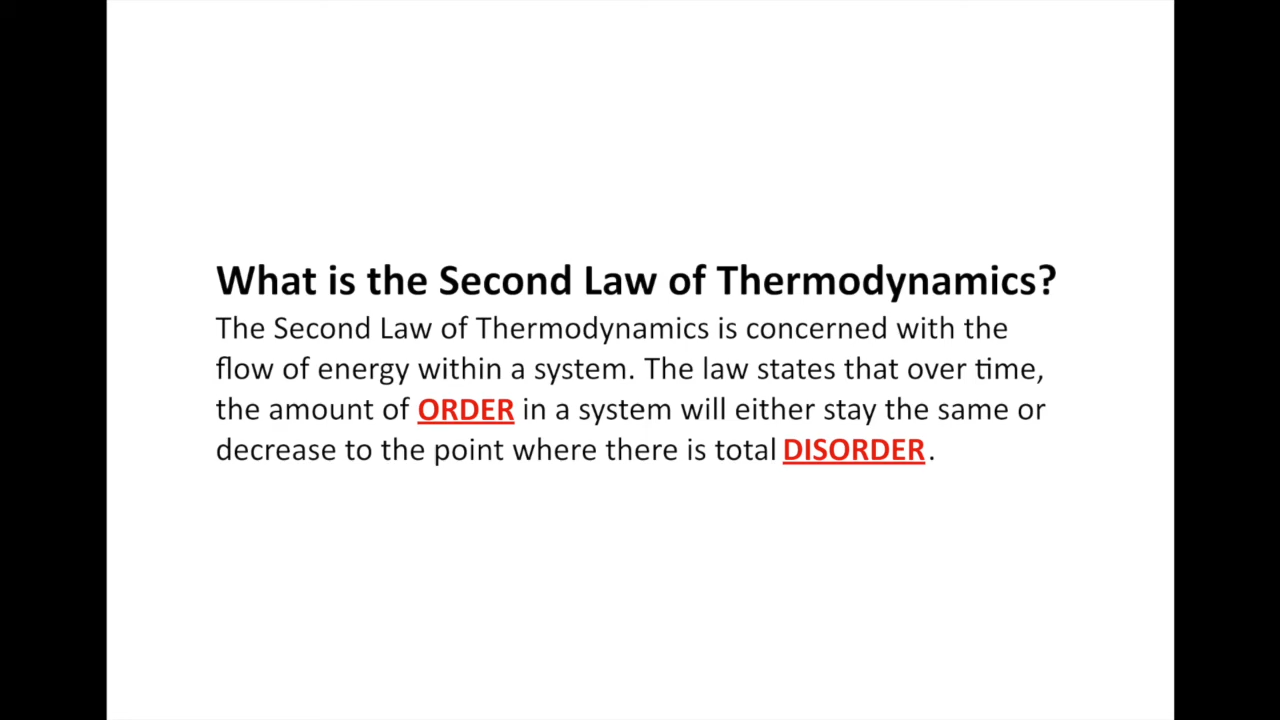 What is the Second Law of Thermodynamics?
The Second Law of Thermodynamics is concerned with the
flow of energy within a system. The law states that over time,
the amount of ORDER in a system will either stay the same or
decrease to the point where there is total DISORDER.